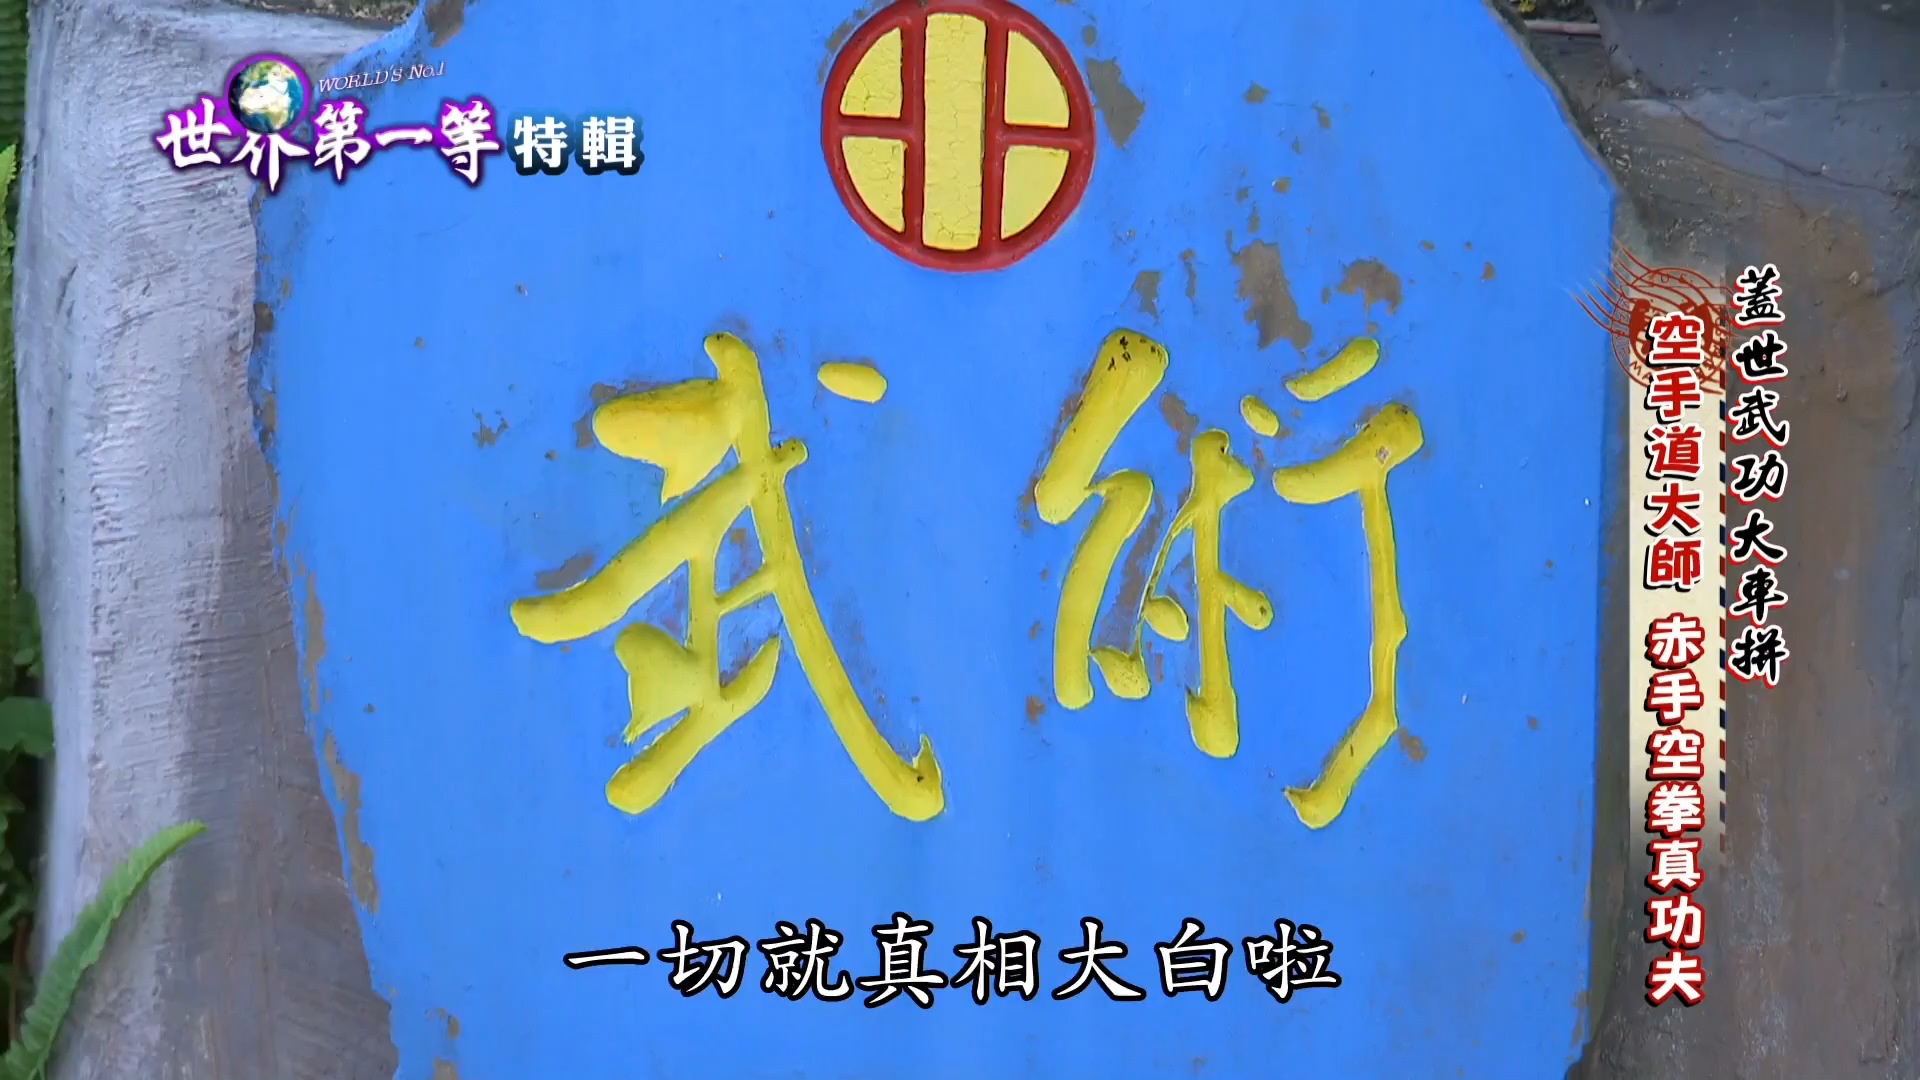 WORLD'S No.1
世界第一等特輯
蓋世武功大車拼
空手道大師 赤手空拳真功夫
武術
一切就真相大白啦